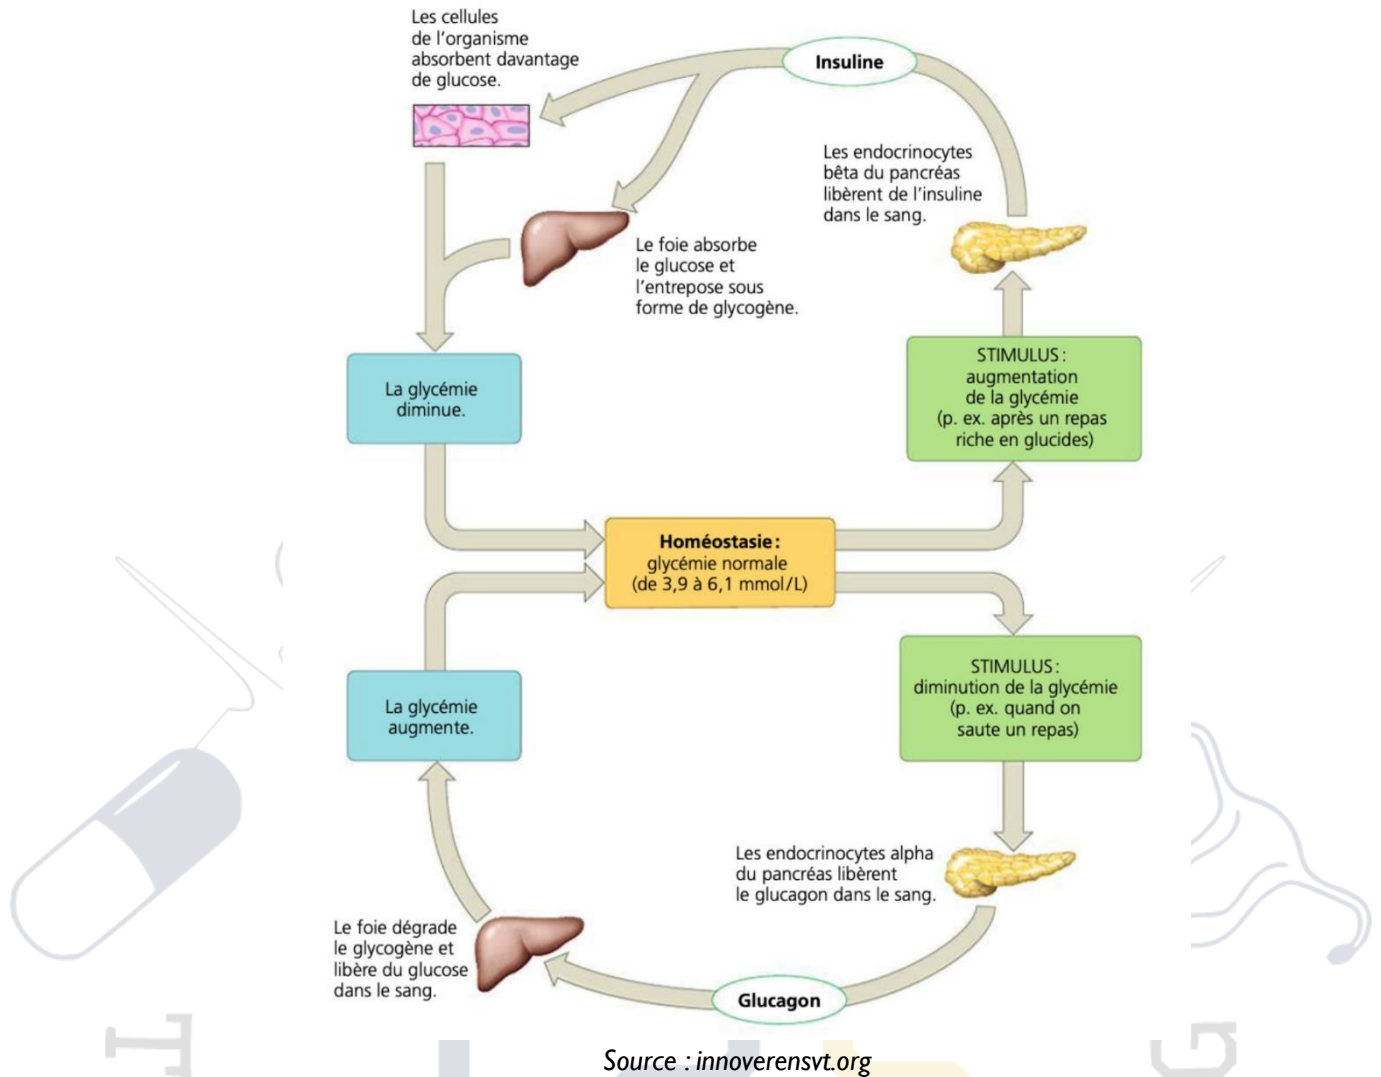 Les cellules
de l'organisme
absorbent davantage
de glucose.
Insuline
Les endocrinocytes
bêta du pancréas
libèrent de l'insuline
dans le sang.
Le foie absorbe
le glucose et
l'entrepose sous
forme de glycogène.
STIMULUS :
augmentation
de la glycémie
(p. ex. après un repas
riche en glucides)
La glycémie
diminue.
Homéostasie :
glycémie normale
(de 3,9 à 6,1 mmol/L)
STIMULUS :
diminution de la glycémie
(p. ex. quand on
saute un repas)
La glycémie
augmente.
Les endocrinocytes alpha
du pancréas libèrent
le glucagon dans le sang.
Le foie dégrade
le glycogène et
libère du glucose
dans le sang.
Glucagon
Source : innoverensvt.org